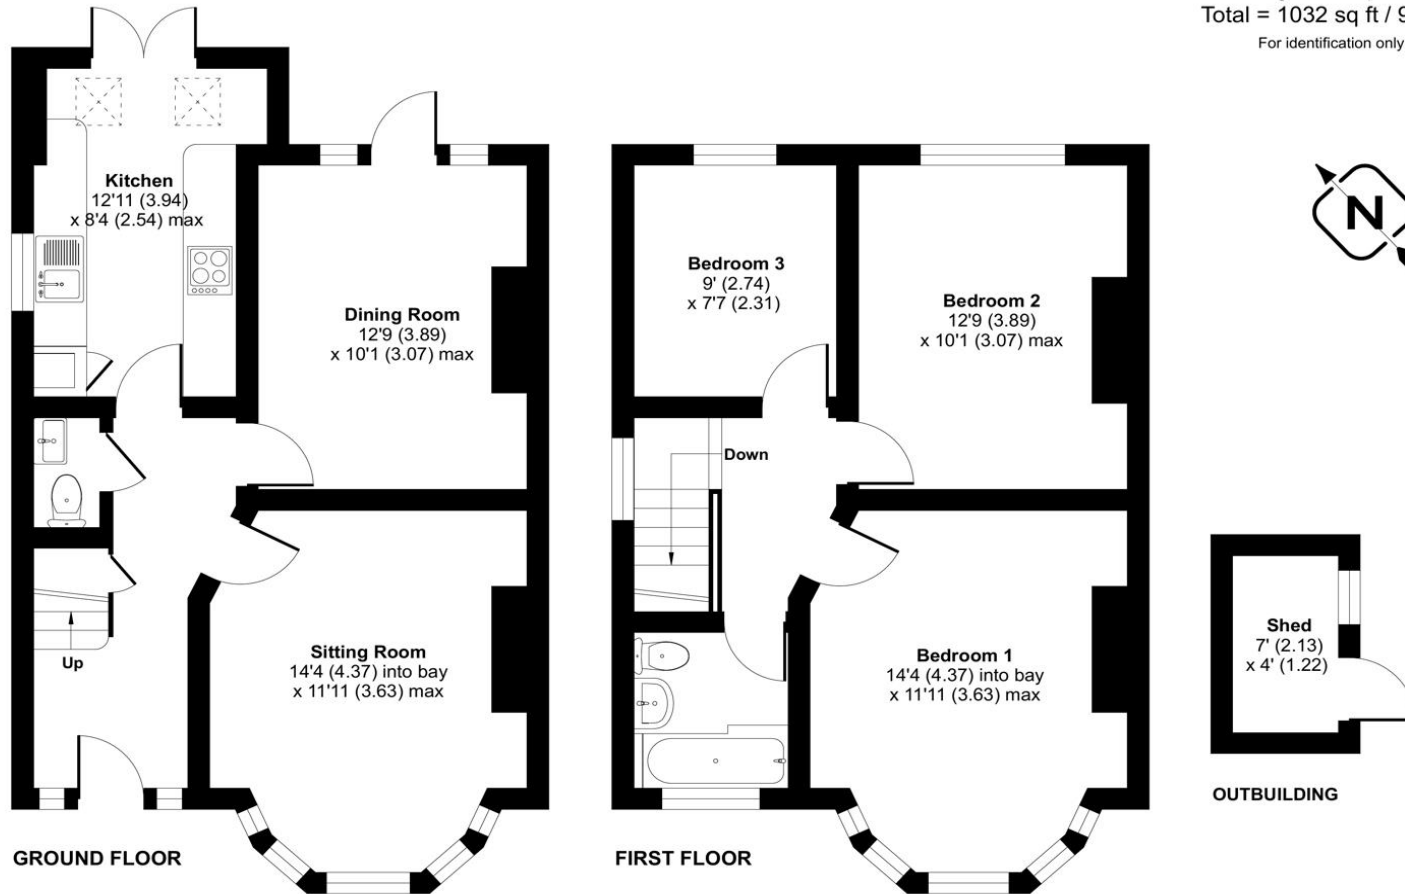 Total = 1032 sq ft / 9
For identification only
N
Kitchen
12'11 (3.94)
x 8'4 (2.54) max
Dining Room
12'9 (3.89)
x 10'1 (3.07) max
Sitting Room
14'4 (4.37) into bay
x 11'11 (3.63) max
Up
GROUND FLOOR
Bedroom 3
9' (2.74)
x 7'7 (2.31)
Bedroom 2
12'9 (3.89)
x 10'1 (3.07) max
Down
Bedroom 1
14'4 (4.37) into bay
x 11'11 (3.63) max
FIRST FLOOR
Shed
7' (2.13)
x 4' (1.22)
OUTBUILDING